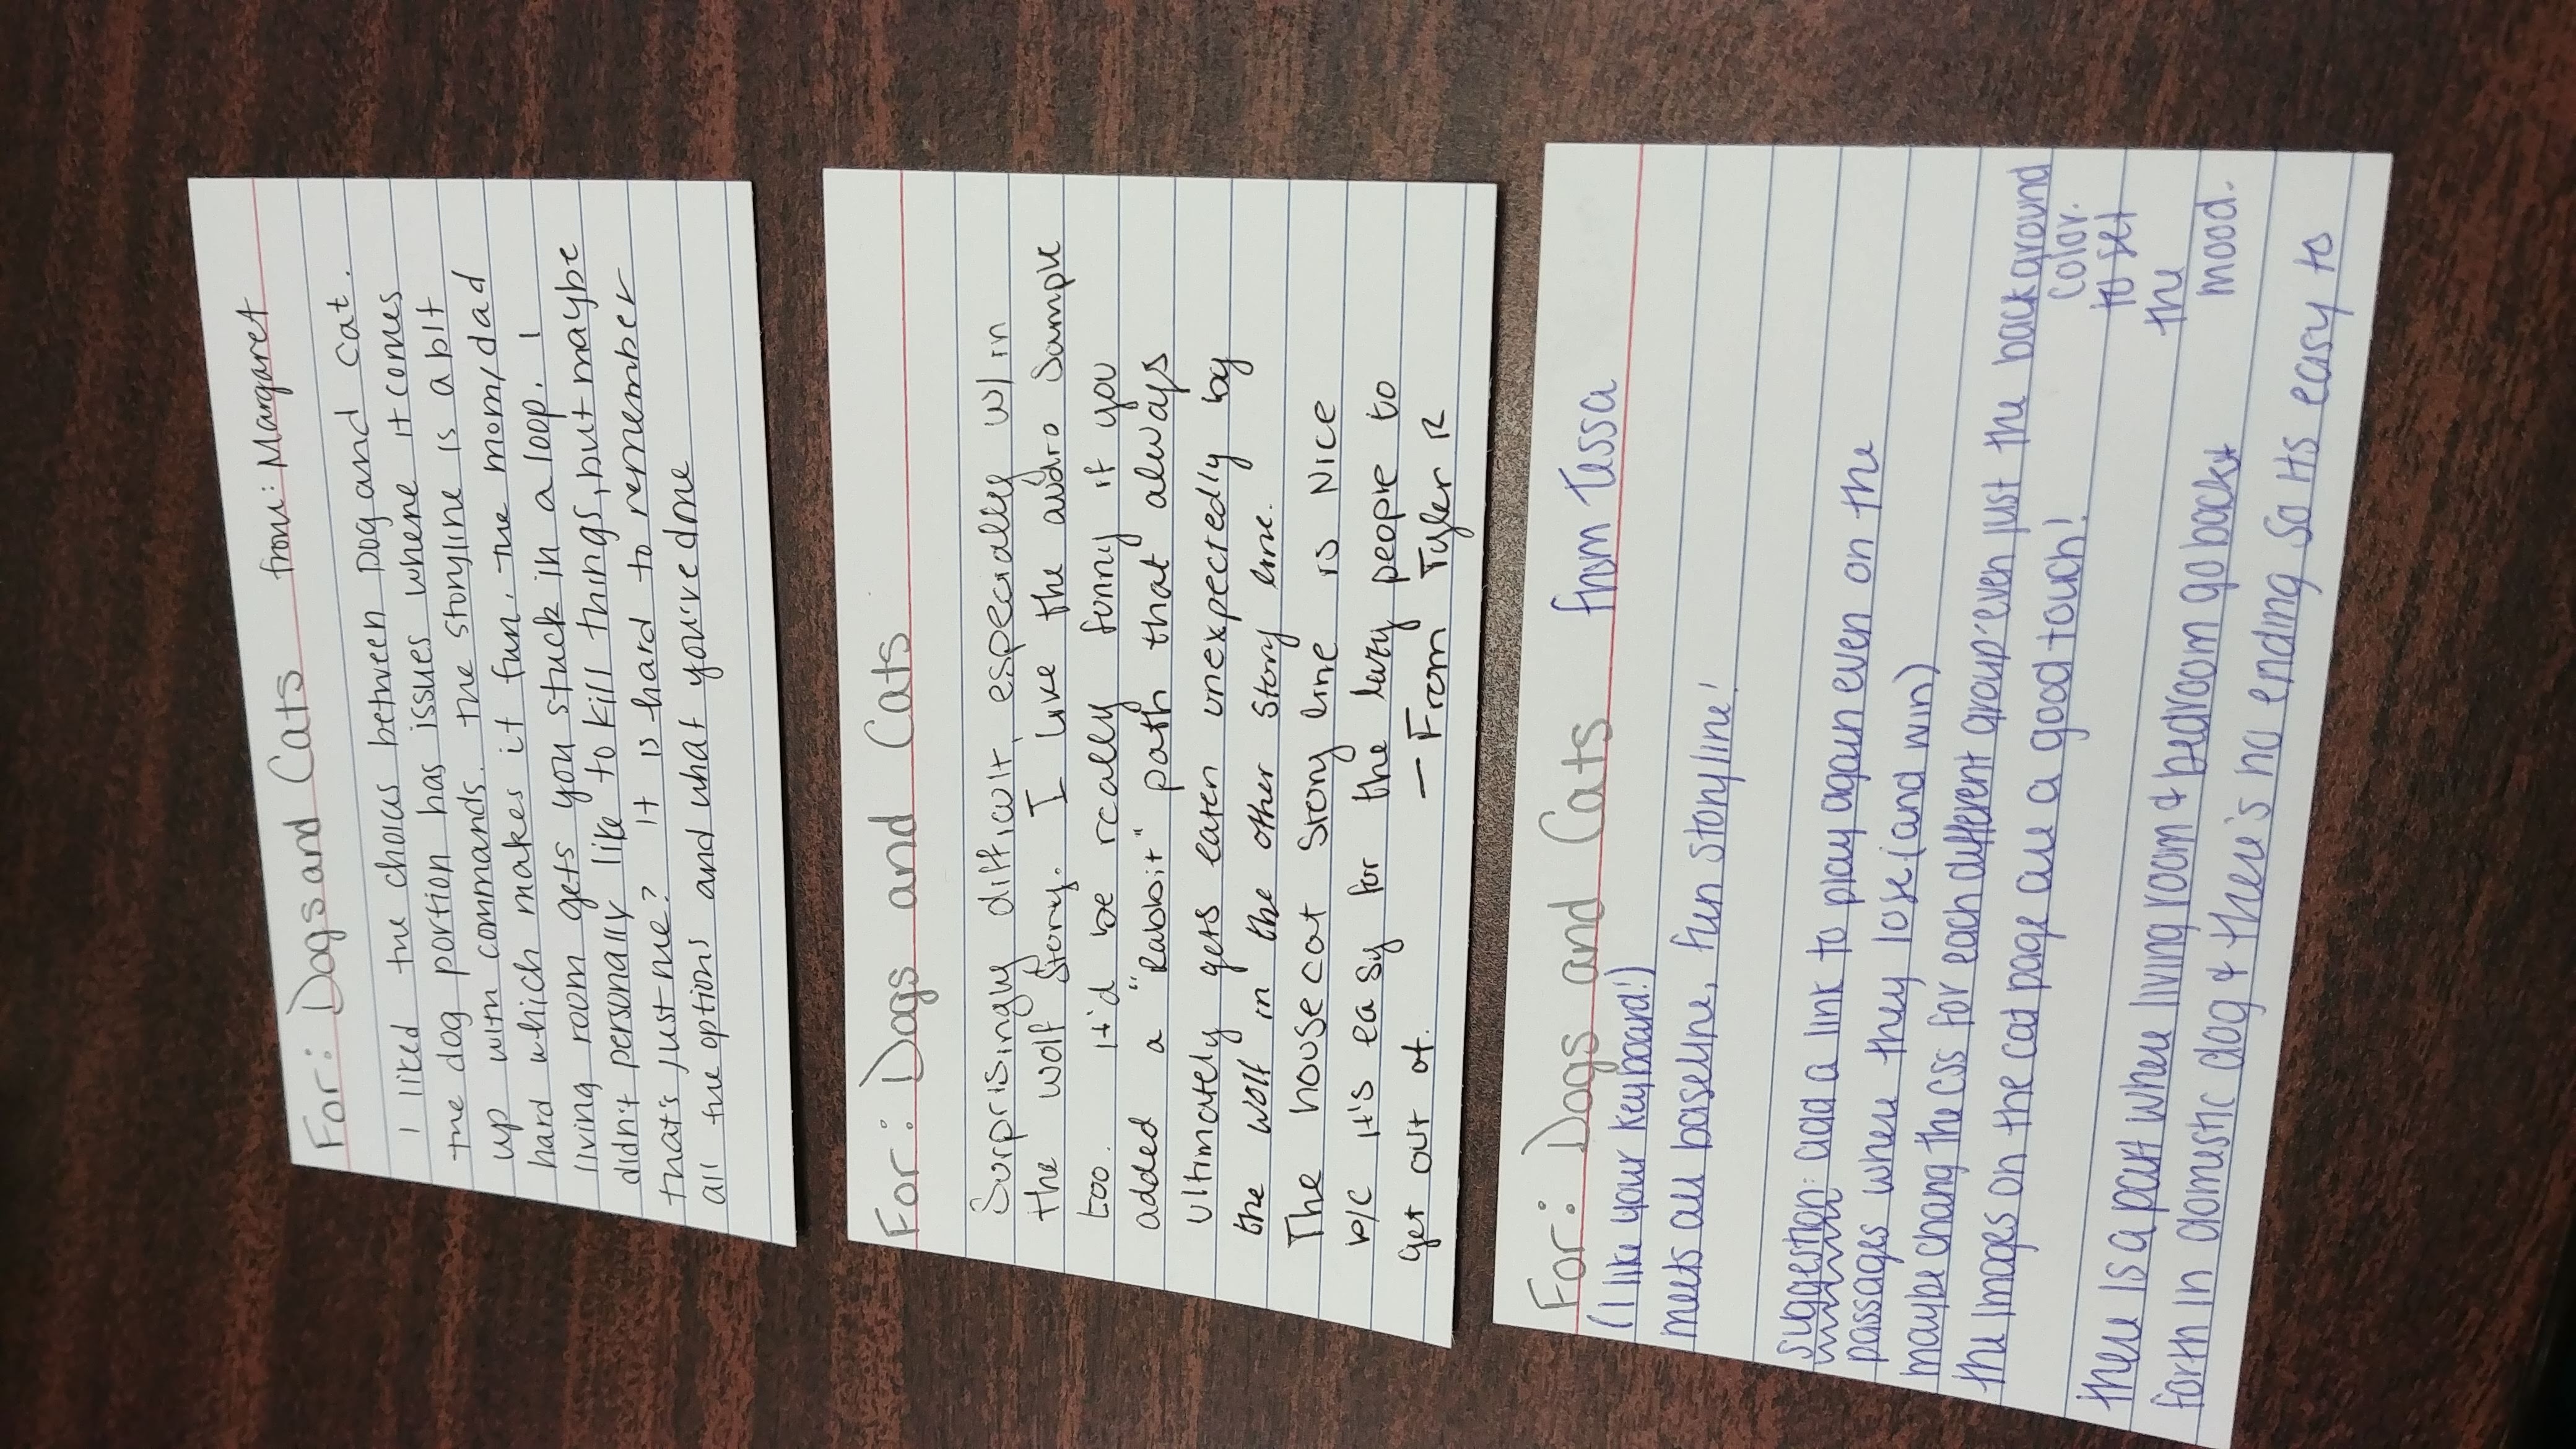 For: Dogs and Cats from: Margaret
I liked the choices between Dog and Cat.
the dog portion has issues where it comes
up with commands. the storyline is a bit
hard which makes it fun. the mom/dad
living room gets you stuck in a loop. I
didn't personally like to kill things, but maybe
that's just me? It is hard to remember
all the options and what you've done
For: Dogs and Cats
Surprisingly difficult, especially w/in
the wolf story. I like the audio sample
too. it'd be really funny if you
added a "Rabbit" path that always
ultimately gets eaten unexpectedly by
the wolf in the other story line.
The housecat story line is Nice
b/c it's easy for the lazy people to
get out of. — From Tyler R
For: Dogs and Cats from Tessa
(I like your keyboard!)
meets all baseline, fun storyline!
suggestion: add a link to play again even on the
passages where they lose (and win)
maybe chang the css for each different group-even just the background
color.
to set
the
mood.
the images on the cat page are a good touch!
there is a part where living room & bedroom go back &
forth in domestic dog & there's no ending so its easy to